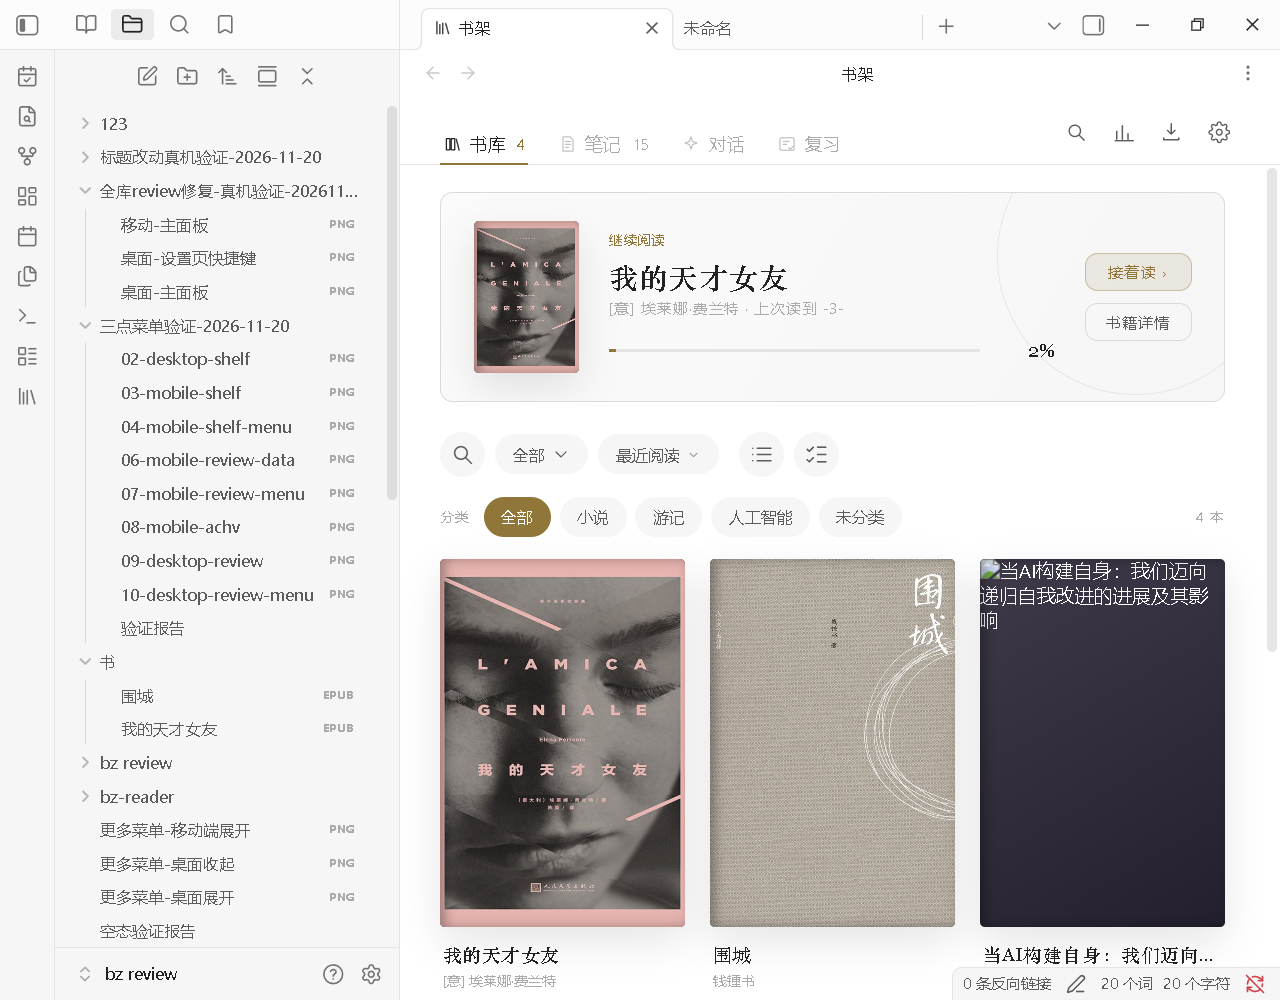 书架
未命名
书架
123
标题改动真机验证-2026-11-20
全库review修复-真机验证-202611...
移动-主面板 PNG
桌面-设置页快捷键 PNG
桌面-主面板 PNG
三点菜单验证-2026-11-20
02-desktop-shelf PNG
03-mobile-shelf PNG
04-mobile-shelf-menu PNG
06-mobile-review-data PNG
07-mobile-review-menu PNG
08-mobile-achv PNG
09-desktop-review PNG
10-desktop-review-menu PNG
验证报告
书
围城 EPUB
我的天才女友 EPUB
bz review
bz-reader
更多菜单-移动端展开 PNG
更多菜单-桌面收起 PNG
更多菜单-桌面展开 PNG
空态验证报告
bz review
书库 4
笔记 15
对话
复习
L'AMICA
GENIALE
我的天才女友
继续阅读
我的天才女友
[意] 埃莱娜·费兰特 · 上次读到 -3-
2%
接着读 ›
书籍详情
全部
最近阅读
分类
全部
小说
游记
人工智能
未分类
4 本
L'AMICA
GENIALE
Elena Ferrante
我的天才女友
围城
当AI构建自身：我们迈向
递归自我改进的进展及其影
响
我的天才女友
[意] 埃莱娜·费兰特
围城
钱锺书
当AI构建自身：我们迈向...
0 条反向链接
20 个词
20 个字符